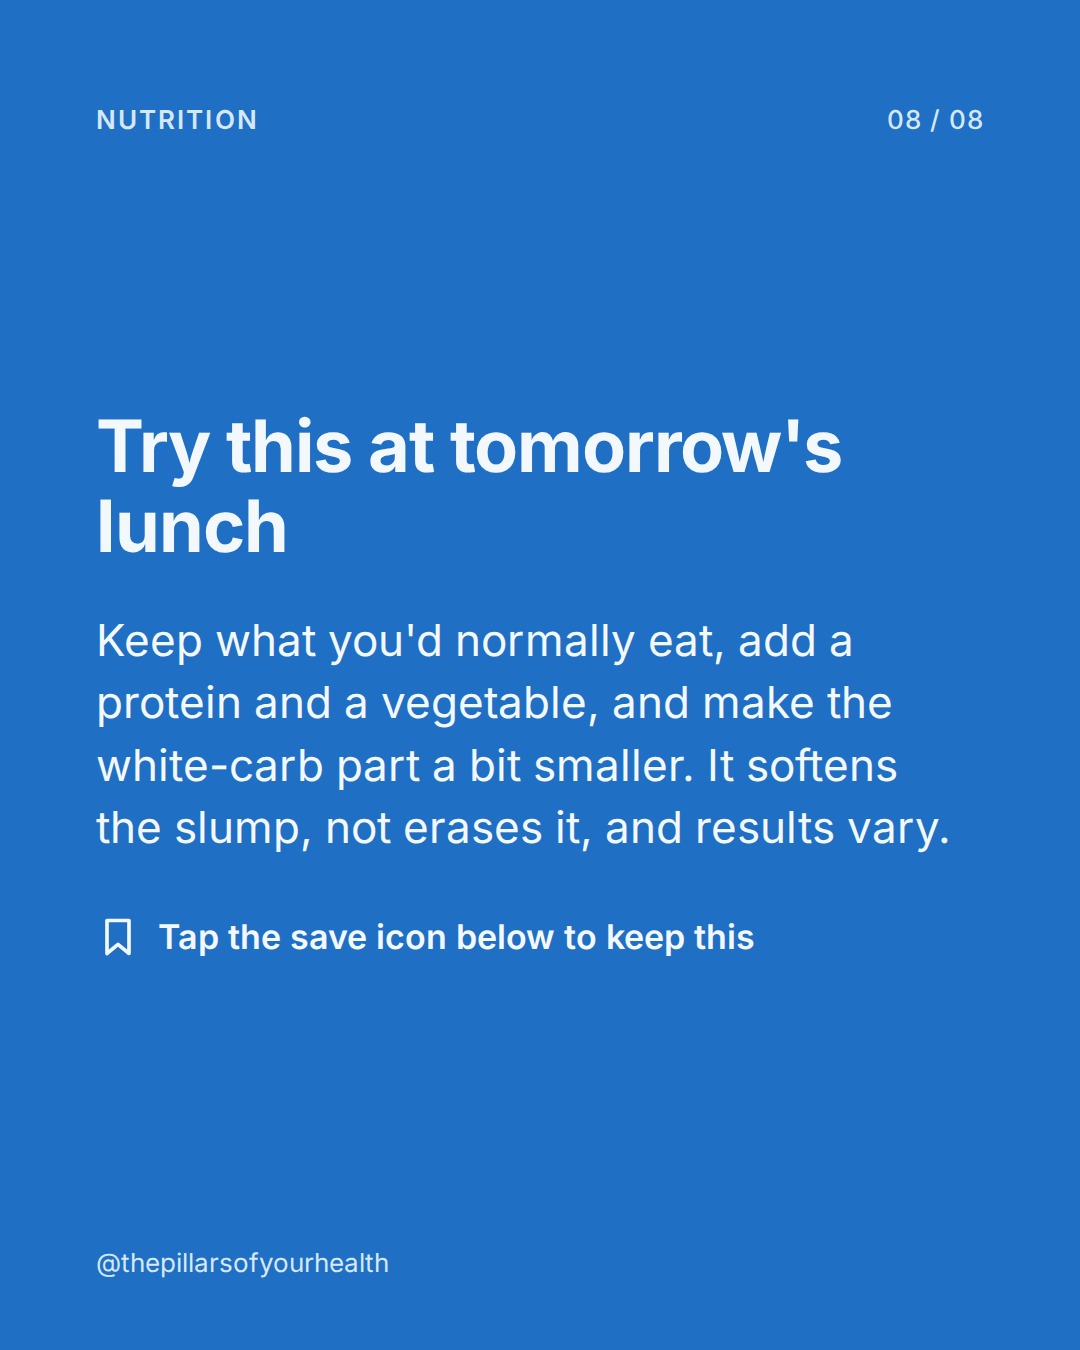 NUTRITION
08 / 08
Try this at tomorrow's
lunch
Keep what you'd normally eat, add a
protein and a vegetable, and make the
white-carb part a bit smaller. It softens
the slump, not erases it, and results vary.
Tap the save icon below to keep this
@thepillarsofyourhealth